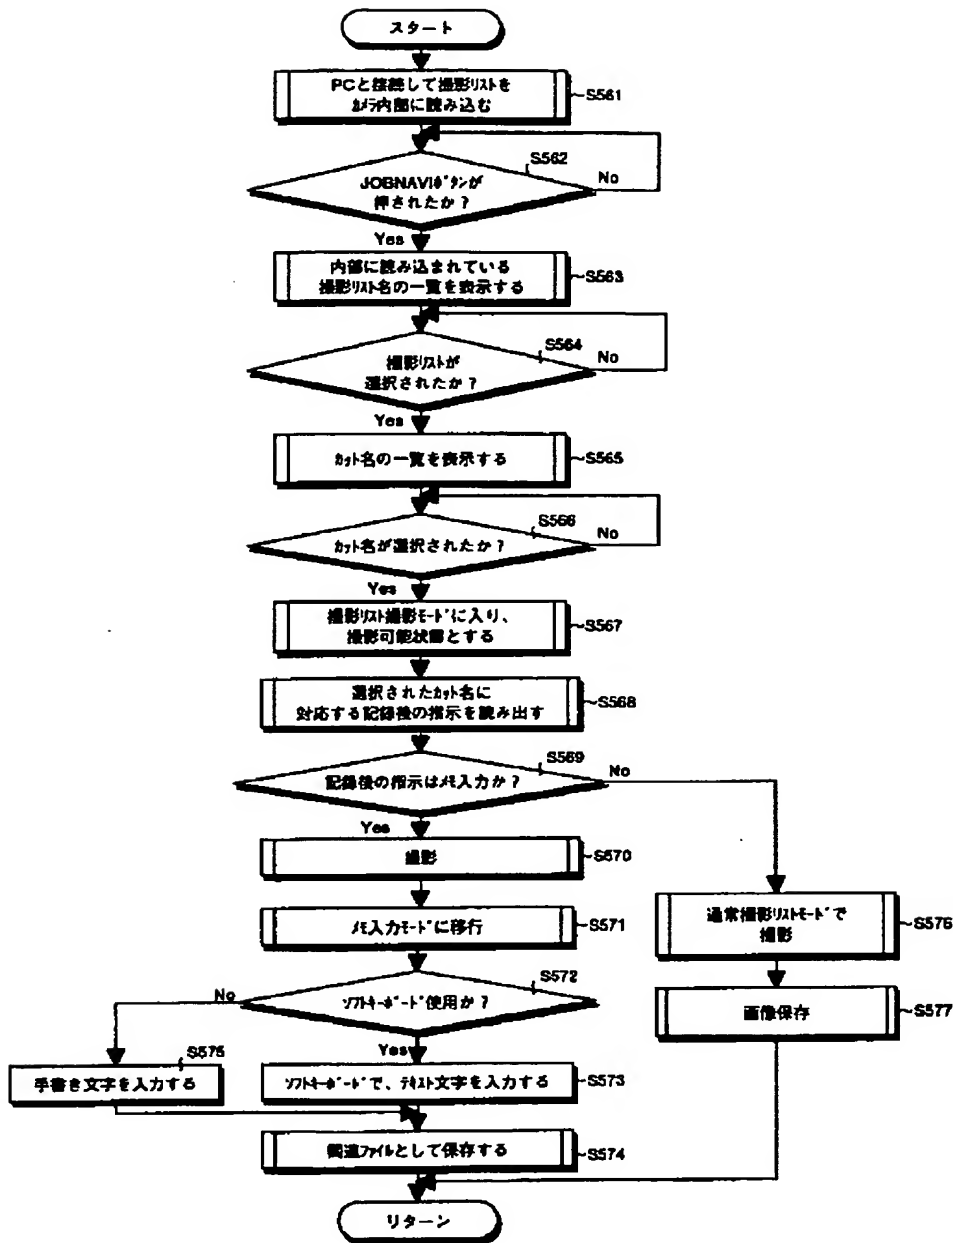 スタート
PCと接続して撮影リストを
カメラ内部に読み込む
S561
S562
JOBNAVIボタンが
押されたか?
No
Yes
内部に読み込まれている
撮影リスト名の一覧を表示する
S563
S564
撮影リストが
選択されたか?
No
Yes
カット名の一覧を表示する
S565
S566
カット名が選択されたか?
No
Yes
撮影リスト撮影モードに入り、
撮影可能状態とする
S567
選択されたカット名に
対応する記録後の指示を読み出す
S568
S569
記録後の指示はメモ入力か?
No
Yes
撮影
S570
メモ入力モードに移行
S571
通常撮影リストモードで
撮影
S576
S572
ソフトキーボード使用か?
No
Yes
画像保存
S577
S575
手書き文字を入力する
ソフトキーボードで、テキスト文字を入力する
S573
関連ファイルとして保存する
S574
リターン